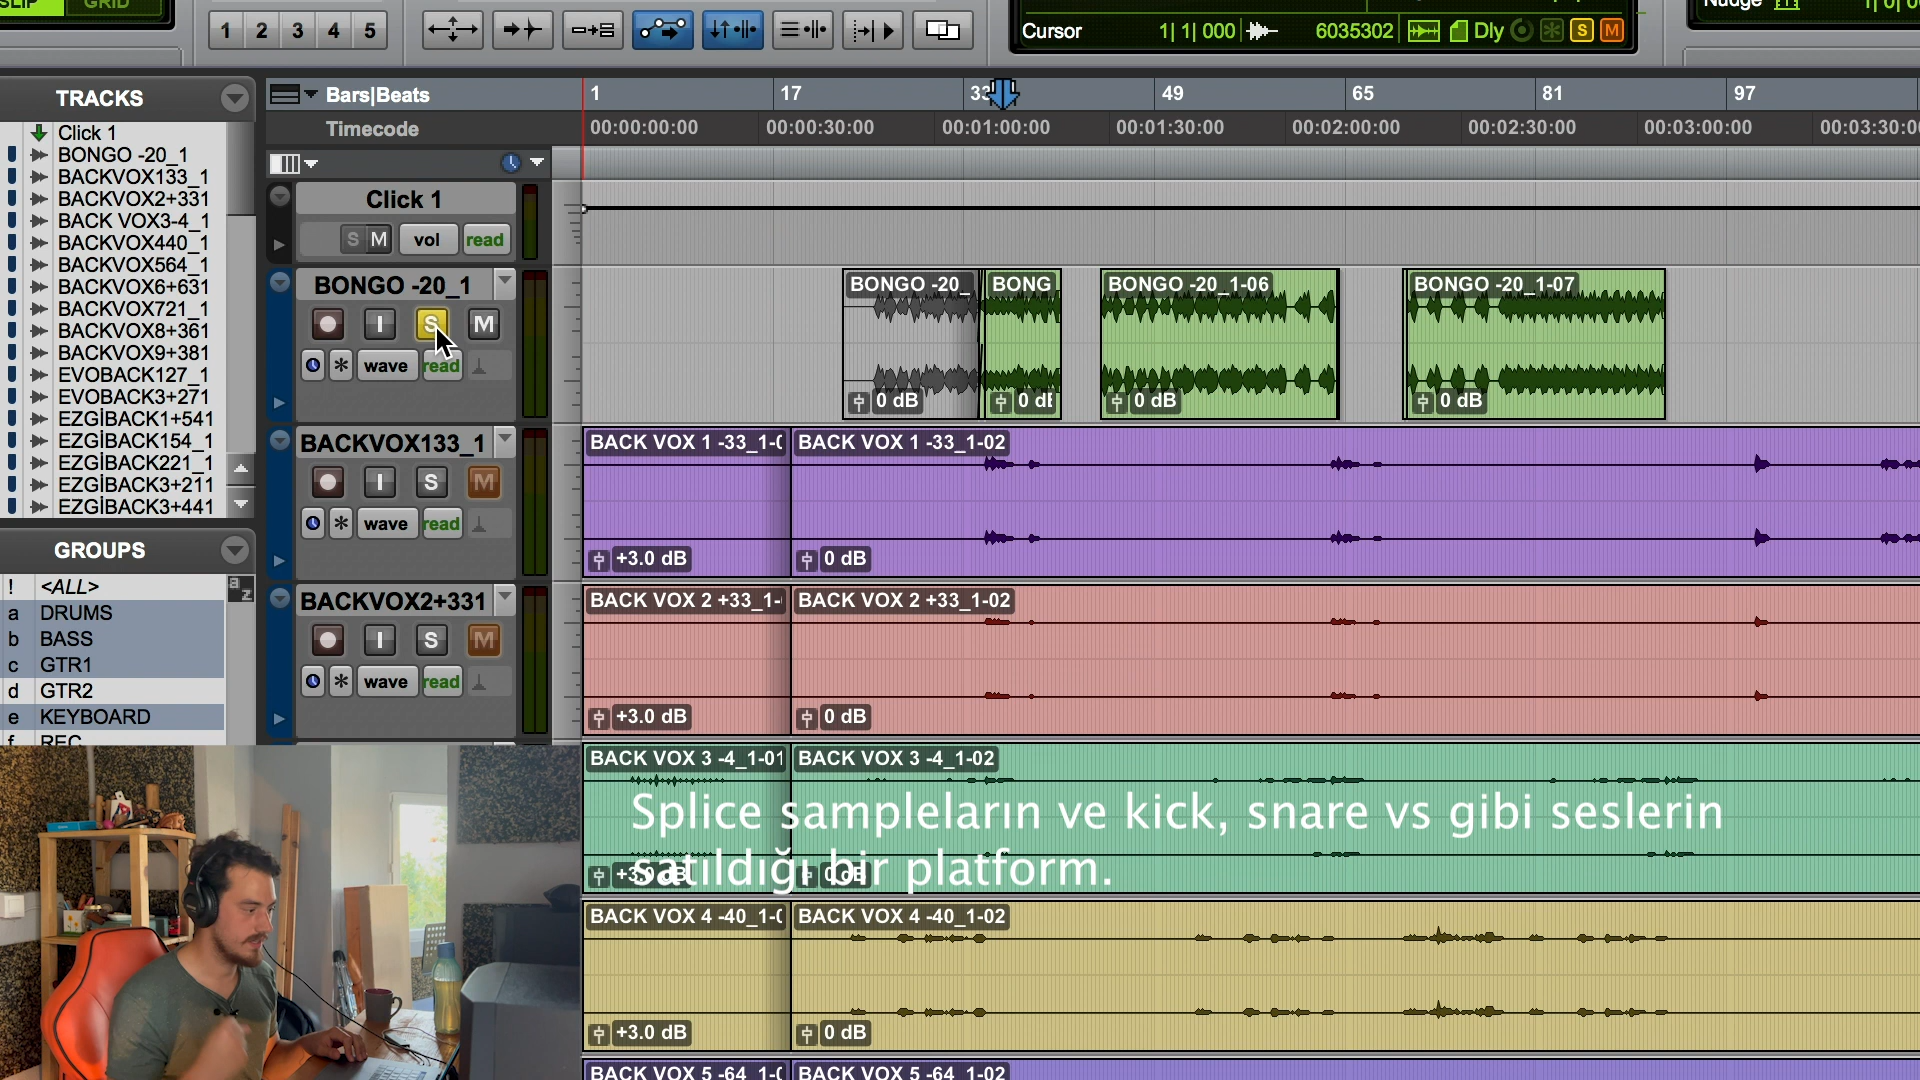 SLIP
GRID
1 2 3 4 5
Cursor
1| 1| 000
6035302
Dly
S
M
Nudge
1| 0| 0
TRACKS
Click 1
BONGO -20_1
BACKVOX133_1
BACKVOX2+331
BACK VOX3-4_1
BACKVOX440_1
BACKVOX564_1
BACKVOX6+631
BACKVOX721_1
BACKVOX8+361
BACKVOX9+381
EVOBACK127_1
EVOBACK3+271
EZGİBACK1+541
EZGİBACK154_1
EZGİBACK221_1
EZGİBACK3+211
EZGİBACK3+441
GROUPS
! <ALL>
a DRUMS
b BASS
c GTR1
d GTR2
e KEYBOARD
f REC
a z
Bars|Beats
1 17 33 49 65 81 97
Timecode
00:00:00:00 00:00:30:00 00:01:00:00 00:01:30:00 00:02:00:00 00:02:30:00 00:03:00:00 00:03:30:00
Click 1
S M vol read
BONGO -20_1
I S M
wave read
BONGO -20_
BONG
BONGO -20_1-06
BONGO -20_1-07
0 dB
0 dB
0 dB
0 dB
BACKVOX133_1
I S M
wave read
BACK VOX 1 -33_1-0
BACK VOX 1 -33_1-02
+3.0 dB
0 dB
BACKVOX2+331
I S M
wave read
BACK VOX 2 +33_1-
BACK VOX 2 +33_1-02
+3.0 dB
0 dB
BACK VOX 3 -4_1-01
BACK VOX 3 -4_1-02
Splice sampleların ve kick, snare vs gibi seslerin
satıldığı bir platform.
+3.0 dB
0 dB
BACK VOX 4 -40_1-0
BACK VOX 4 -40_1-02
+3.0 dB
0 dB
BACK VOX 5 -64_1-0
BACK VOX 5 -64_1-02